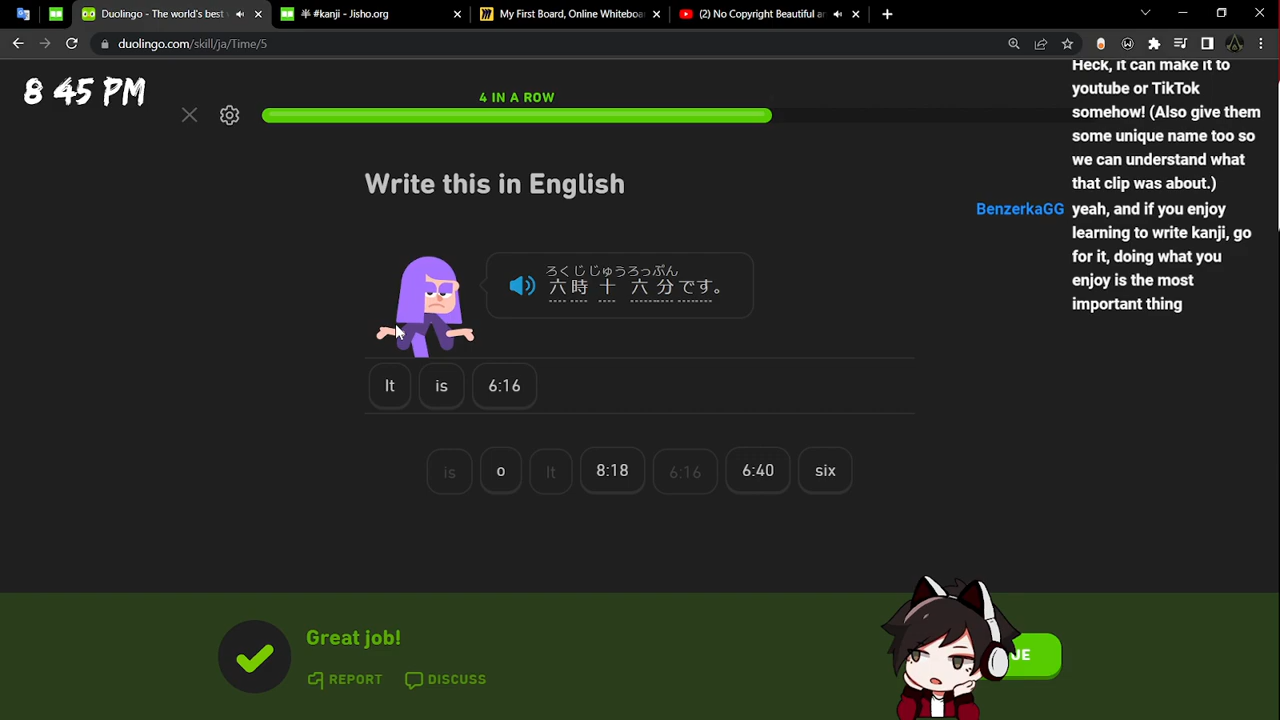 Duolingo - The world's best
#kanji - Jisho.org
My First Board, Online Whiteboa
(2) No Copyright Beautiful a
duolingo.com/skill/ja/Time/5
8 45 PM
4 IN A ROW
Write this in English
ろくじじゅうろっぷん
六時十六分です。
It is 6:16
is o It 8:18 6:16 6:40 six
Great job!
REPORT DISCUSS
UE
Heck, it can make it to
youtube or TikTok
somehow! (Also give them
some unique name too so
we can understand what
that clip was about.)
BenzerkaGG yeah, and if you enjoy
learning to write kanji, go
for it, doing what you
enjoy is the most
important thing